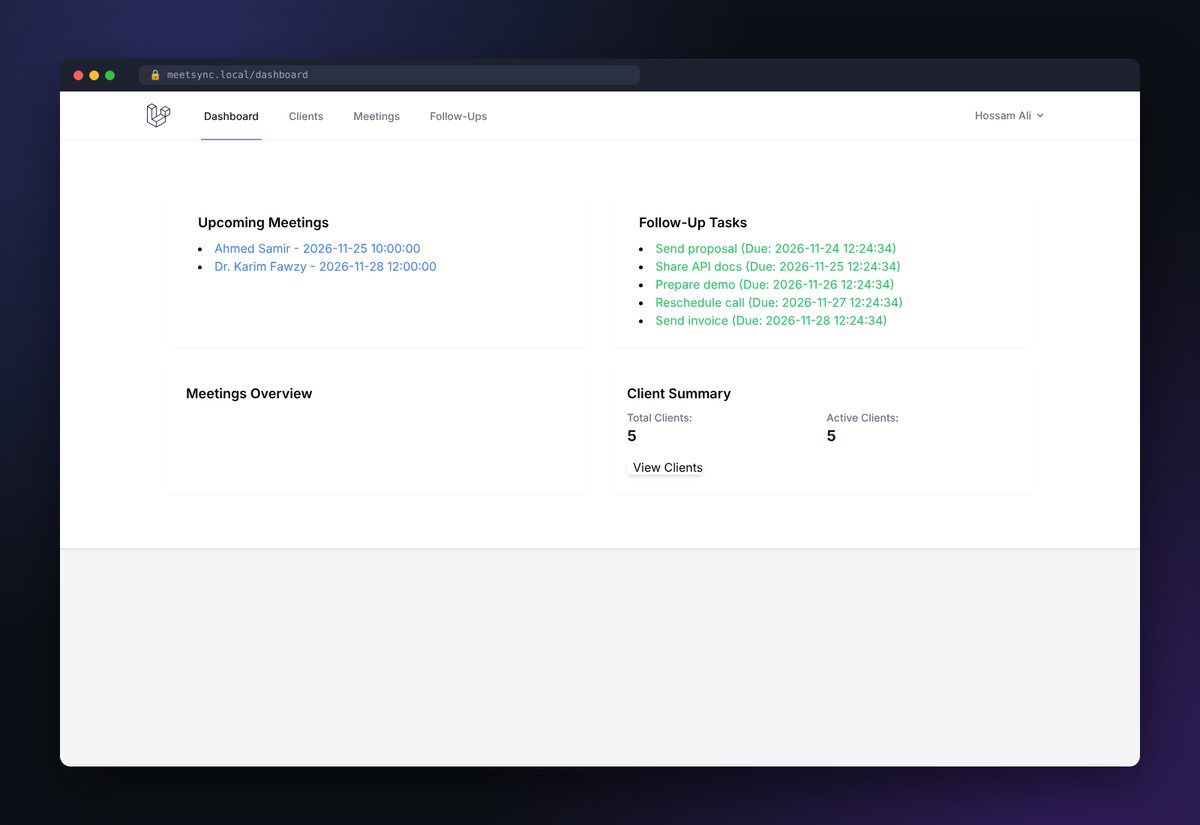 meetsync.local/dashboard
Dashboard Clients Meetings Follow-Ups Hossam Ali
Upcoming Meetings
Ahmed Samir - 2026-11-25 10:00:00
Dr. Karim Fawzy - 2026-11-28 12:00:00
Follow-Up Tasks
Send proposal (Due: 2026-11-24 12:24:34)
Share API docs (Due: 2026-11-25 12:24:34)
Prepare demo (Due: 2026-11-26 12:24:34)
Reschedule call (Due: 2026-11-27 12:24:34)
Send invoice (Due: 2026-11-28 12:24:34)
Meetings Overview
Client Summary
Total Clients: Active Clients:
5 5
View Clients